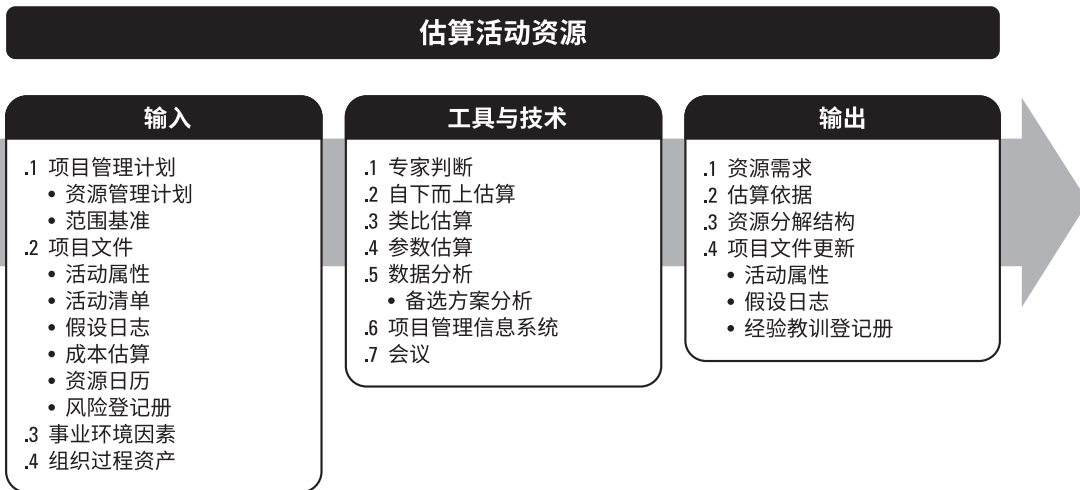 估算活动资源
输入
.1 项目管理计划
• 资源管理计划
• 范围基准
.2 项目文件
• 活动属性
• 活动清单
• 假设日志
• 成本估算
• 资源日历
• 风险登记册
.3 事业环境因素
.4 组织过程资产
工具与技术
.1 专家判断
.2 自下而上估算
.3 类比估算
.4 参数估算
.5 数据分析
• 备选方案分析
.6 项目管理信息系统
.7 会议
输出
.1 资源需求
.2 估算依据
.3 资源分解结构
.4 项目文件更新
• 活动属性
• 假设日志
• 经验教训登记册